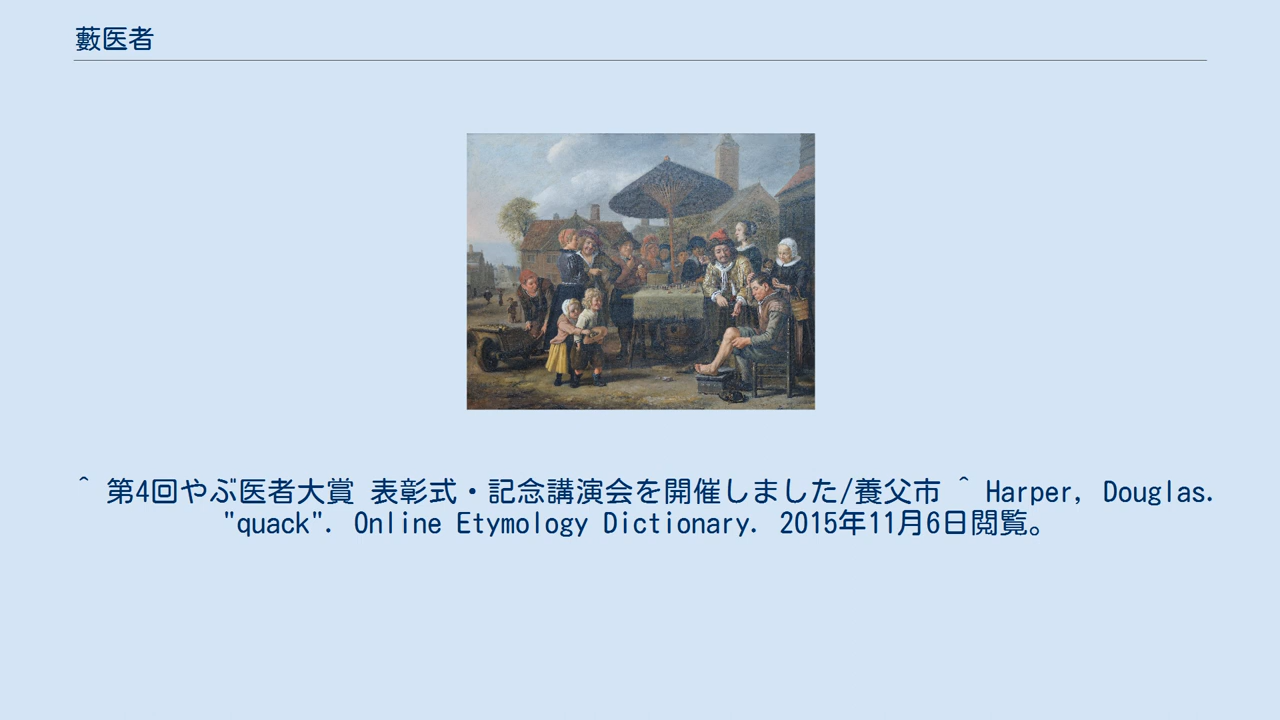 藪医者
^ 第4回やぶ医者大賞 表彰式・記念講演会を開催しました/養父市 ^ Harper, Douglas.
"quack". Online Etymology Dictionary. 2015年11月6日閲覧。